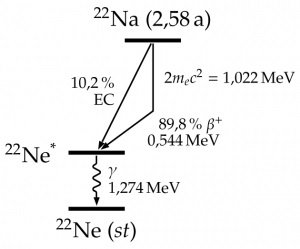 ²²Na (2,58 a)
10,2 %
EC
2mₑc² = 1,022 MeV
89,8 % β⁺
0,544 MeV
²²Ne*
γ
1,274 MeV
²²Ne (st)